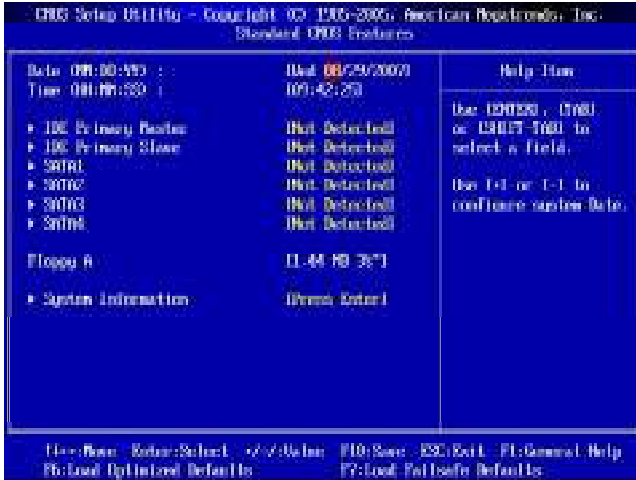 CMOS Setup Utility - Copyright (C) 1985-2005, American Megatrends, Inc.
Standard CMOS Features
Date (MM:DD:YY) : [Wed 08/29/2007]
Time (HH:MM:SS) : [09:42:25]
Help Item
Use [ENTER], [TAB]
or [SHIFT-TAB] to
select a field.
Use [+] or [-] to
configure system Date.
IDE Primary Master [Not Detected]
IDE Primary Slave [Not Detected]
SATA1 [Not Detected]
SATA2 [Not Detected]
SATA3 [Not Detected]
SATA4 [Not Detected]
Floppy A [1.44 MB 3½"]
System Information [Press Enter]
:Move Enter:Select +/-/:Value F10:Save ESC:Exit F1:General Help
F6:Load Optimized Defaults F7:Load Failsafe Defaults